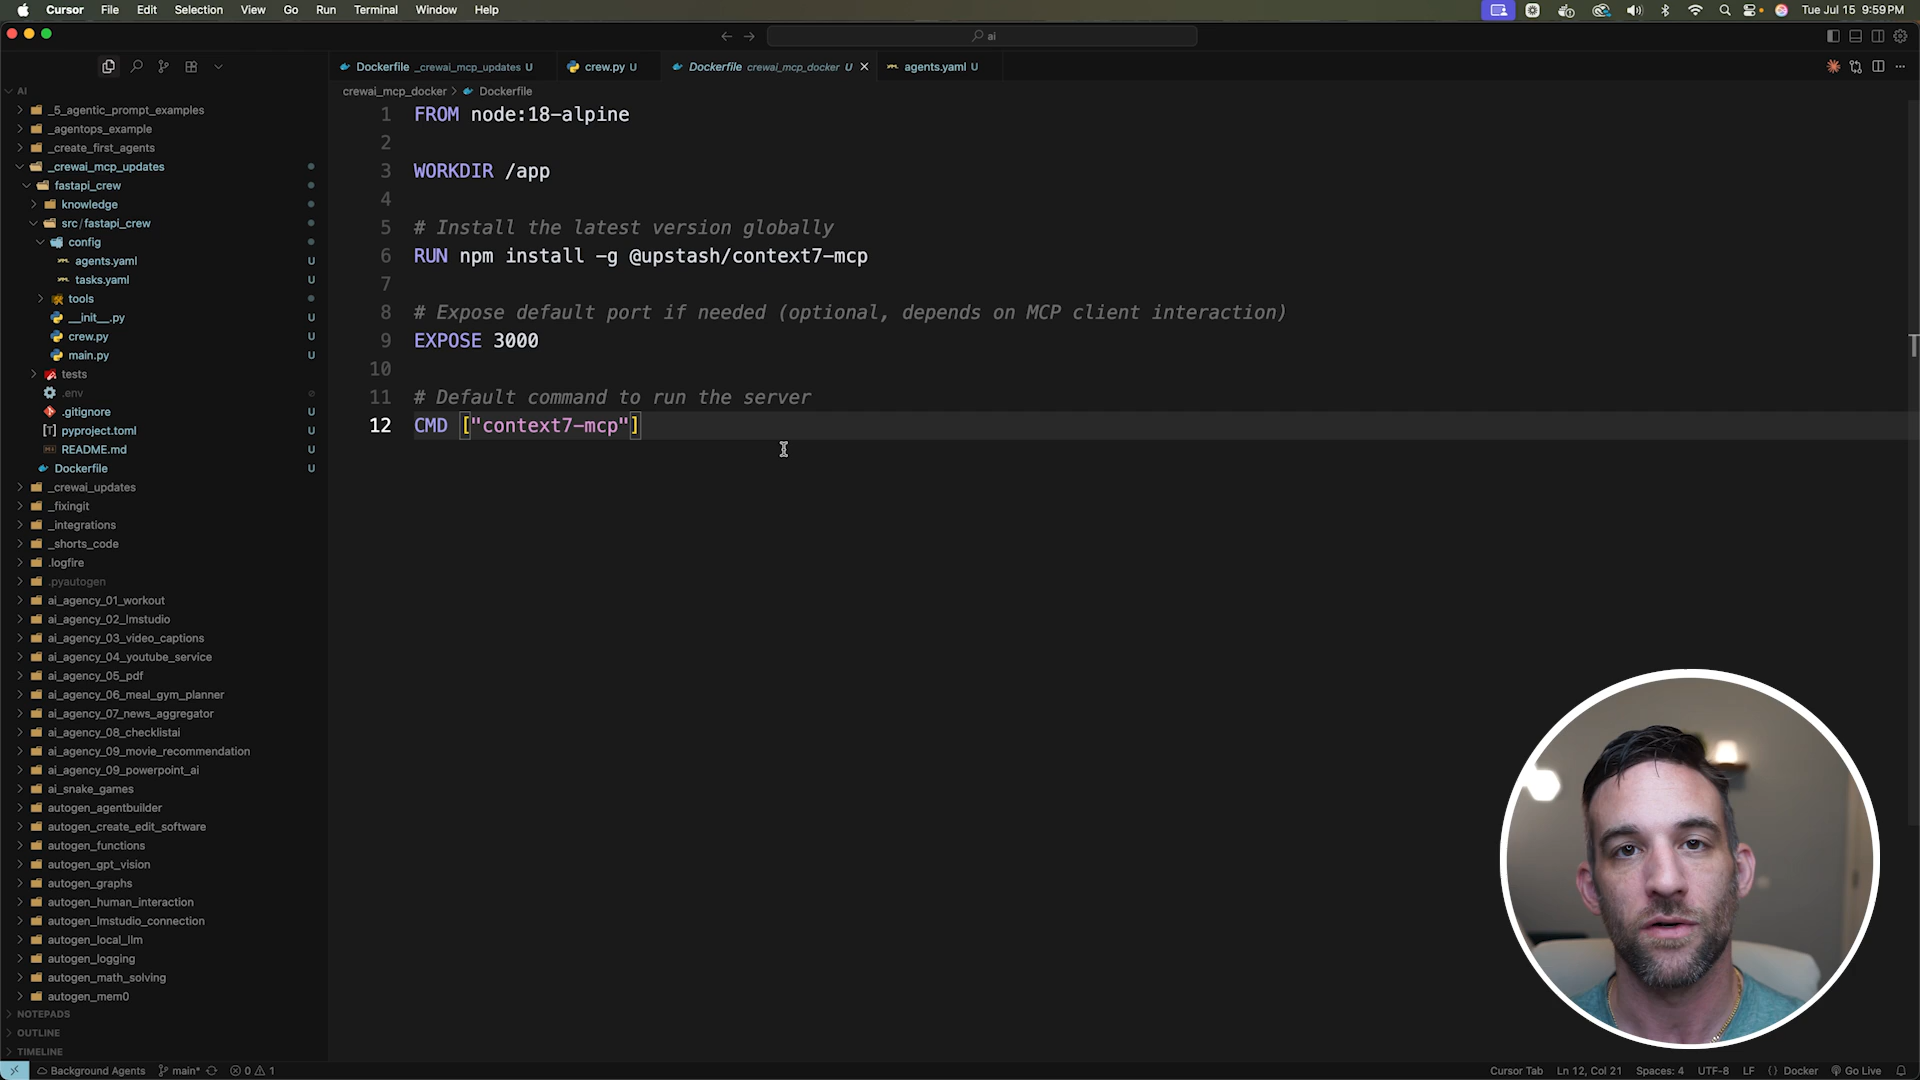 Cursor File Edit Selection View Go Run Terminal Window Help
Tue Jul 15 9:59 PM
ai
Dockerfile _crewai_mcp_updates U
crew.py U
Dockerfile crewai_mcp_docker U
agents.yaml U
crewai_mcp_docker > Dockerfile
AI
_5_agentic_prompt_examples
_agentops_example
_create_first_agents
_crewai_mcp_updates
fastapi_crew
knowledge
src/fastapi_crew
config
agents.yaml U
tasks.yaml U
tools
__init__.py U
crew.py U
main.py U
tests
.env
.gitignore U
pyproject.toml U
README.md U
Dockerfile U
_crewai_updates
_fixingit
_integrations
_shorts_code
.logfire
.pyautogen
ai_agency_01_workout
ai_agency_02_lmstudio
ai_agency_03_video_captions
ai_agency_04_youtube_service
ai_agency_05_pdf
ai_agency_06_meal_gym_planner
ai_agency_07_news_aggregator
ai_agency_08_checklistai
ai_agency_09_movie_recommendation
ai_agency_09_powerpoint_ai
ai_snake_games
autogen_agentbuilder
autogen_create_edit_software
autogen_functions
autogen_gpt_vision
autogen_graphs
autogen_human_interaction
autogen_lmstudio_connection
autogen_local_llm
autogen_logging
autogen_math_solving
autogen_mem0
NOTEPADS
OUTLINE
TIMELINE
1 FROM node:18-alpine
2
3 WORKDIR /app
4
5 # Install the latest version globally
6 RUN npm install -g @upstash/context7-mcp
7
8 # Expose default port if needed (optional, depends on MCP client interaction)
9 EXPOSE 3000
10
11 # Default command to run the server
12 CMD ["context7-mcp"]
Background Agents main* 0 1
Cursor Tab Ln 12, Col 21 Spaces: 4 UTF-8 LF {} Docker Go Live